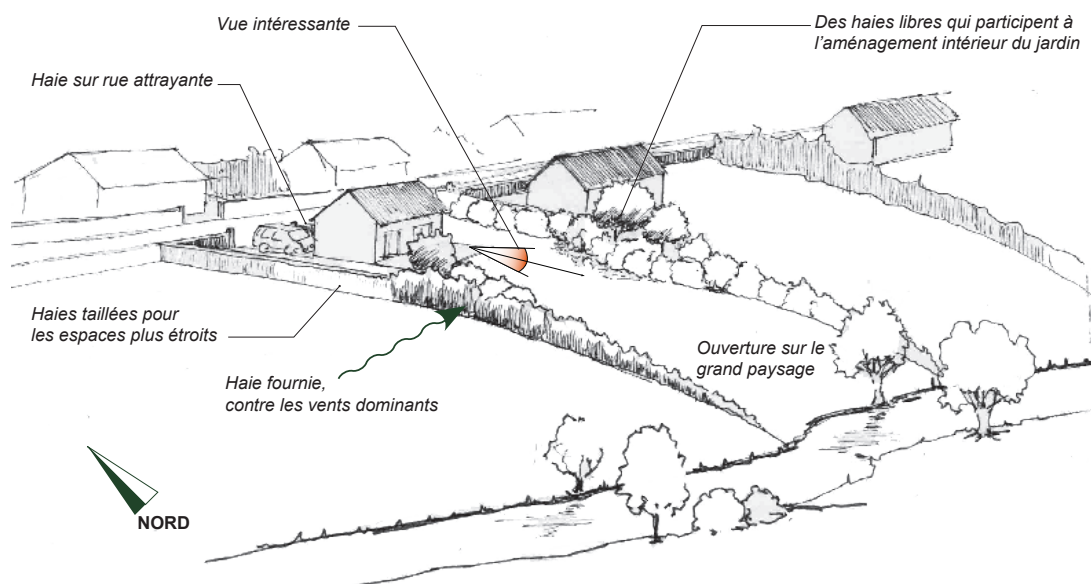 Vue intéressante
Des haies libres qui participent à
l'aménagement intérieur du jardin
Haie sur rue attrayante
Haies taillées pour
les espaces plus étroits
Haie fournie,
contre les vents dominants
Ouverture sur le
grand paysage
NORD